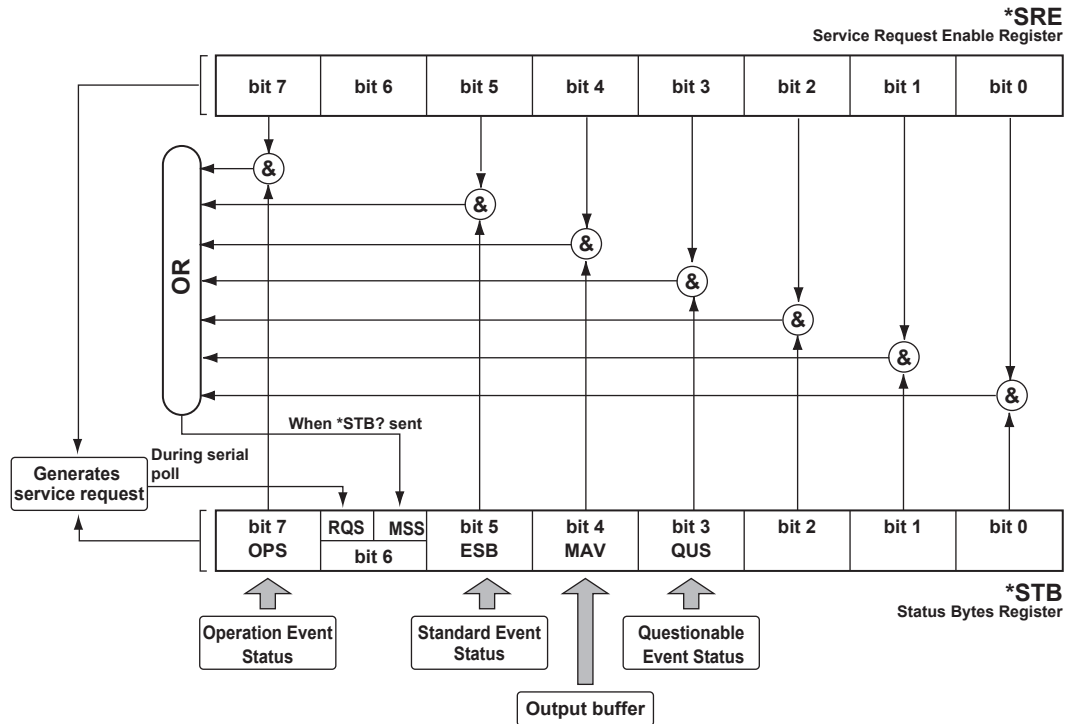 *SRE
Service Request Enable Register
bit 7 bit 6 bit 5 bit 4 bit 3 bit 2 bit 1 bit 0
&
&
&
&
&
&
&
OR
When *STB? sent
During serial
poll
Generates
service request
bit 7 RQS MSS bit 5 bit 4 bit 3 bit 2 bit 1 bit 0
OPS bit 6 ESB MAV QUS
*STB
Status Bytes Register
Operation Event
Status
Standard Event
Status
Questionable
Event Status
Output buffer